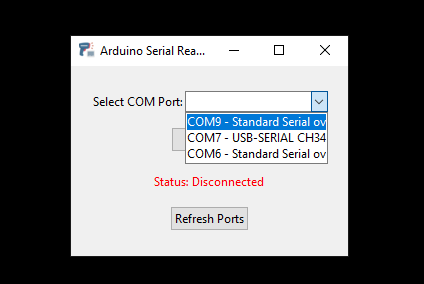 Arduino Serial Rea...
Select COM Port:
COM9 - Standard Serial ov
COM7 - USB-SERIAL CH34
COM6 - Standard Serial ov
Status: Disconnected
Refresh Ports